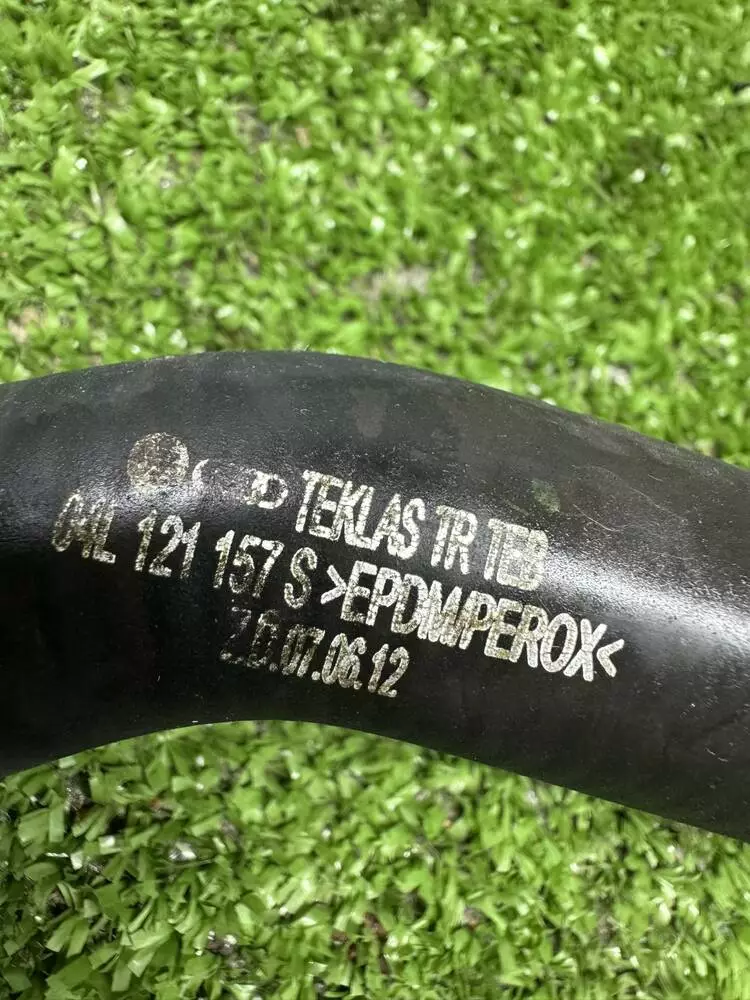 TEKLAS TR TEB
04L 121 157 S >EPDM/PEROX<
Z.D.07.06.12